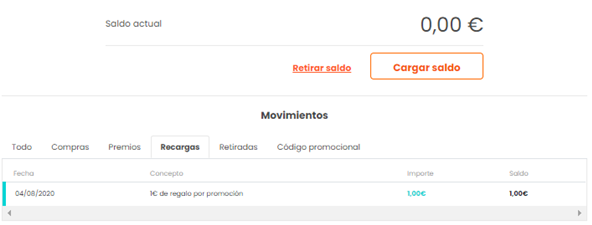 Saldo actual 0,00 €
Retirar saldo Cargar saldo
Movimientos
Todo Compras Premios Recargas Retiradas Código promocional
Fecha Concepto Importe Saldo
04/08/2020 1€ de regalo por promoción 1,00€ 1,00€